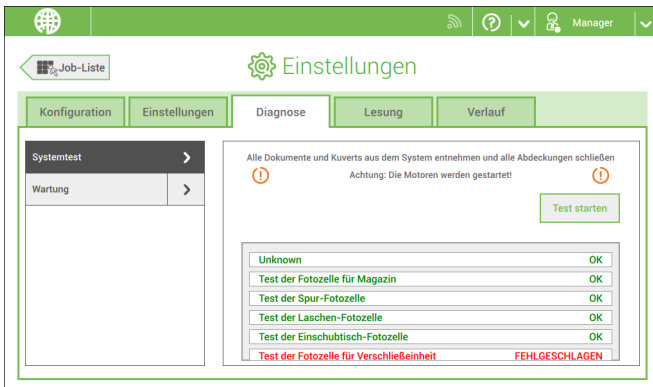 Manager
Job-Liste
Einstellungen
Konfiguration
Einstellungen
Diagnose
Lesung
Verlauf
Systemtest
Wartung
Alle Dokumente und Kuverts aus dem System entnehmen und alle Abdeckungen schließen
Achtung: Die Motoren werden gestartet!
Test starten
Unknown OK
Test der Fotozelle für Magazin OK
Test der Spur-Fotozelle OK
Test der Laschen-Fotozelle OK
Test der Einschubtisch-Fotozelle OK
Test der Fotozelle für Verschließeinheit FEHLGESCHLAGEN